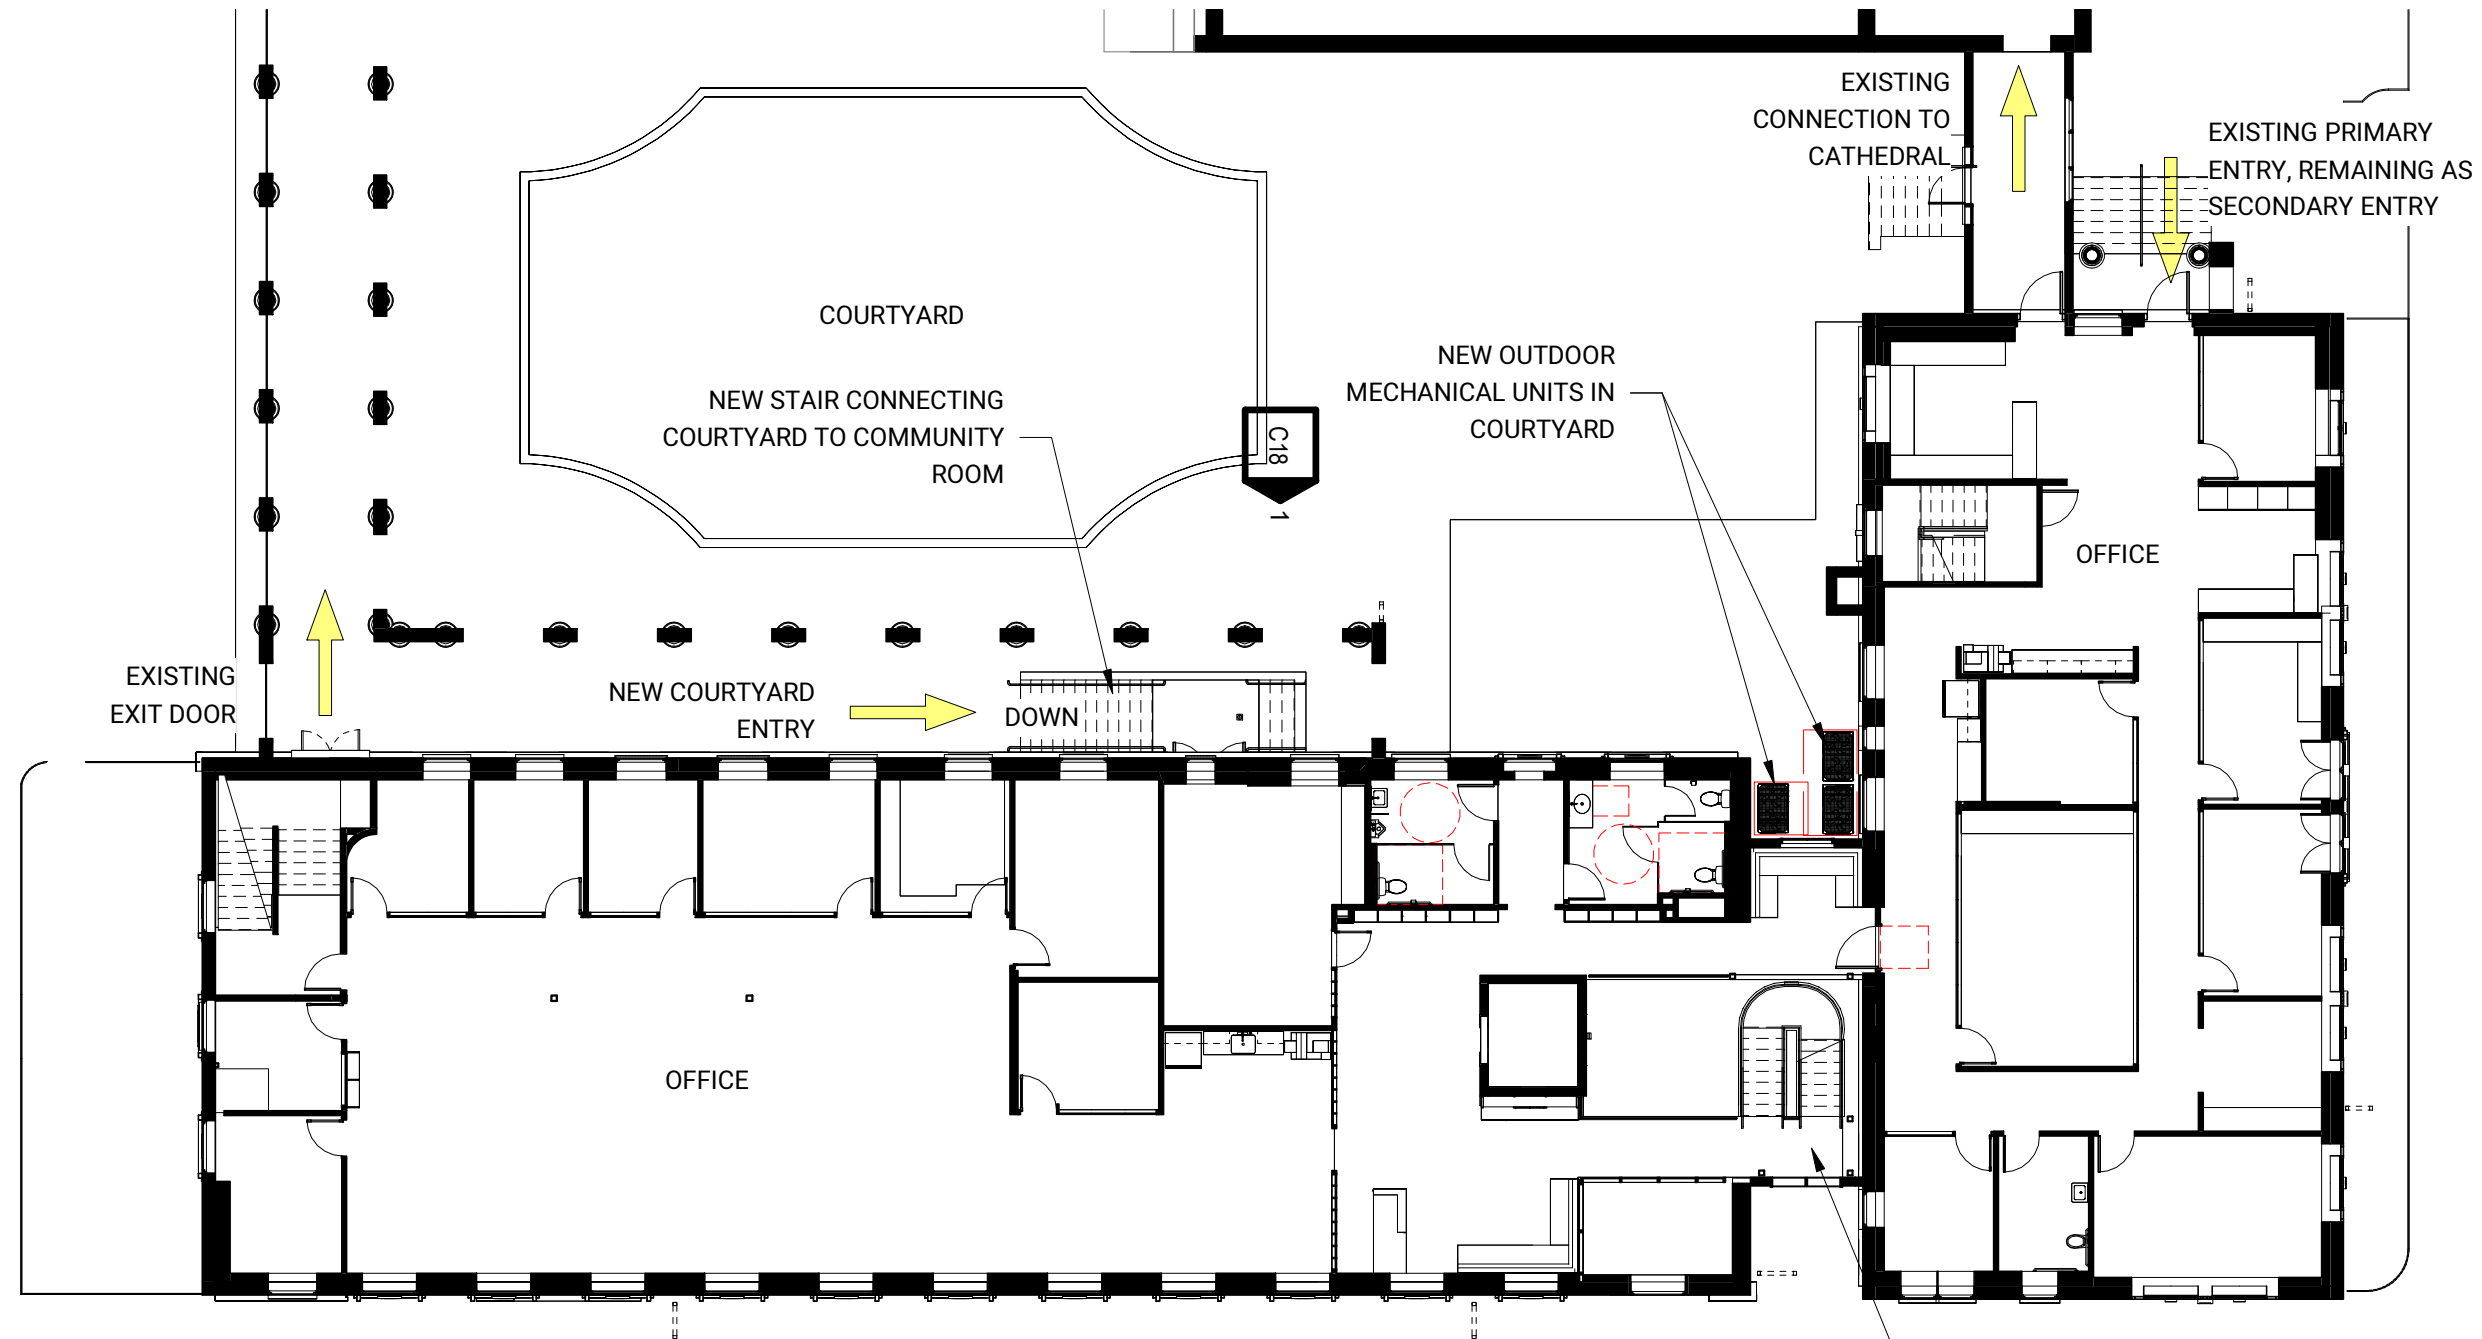 EXISTING
CONNECTION TO
CATHEDRAL
EXISTING PRIMARY
ENTRY, REMAINING AS
SECONDARY ENTRY
COURTYARD
NEW OUTDOOR
MECHANICAL UNITS IN
COURTYARD
NEW STAIR CONNECTING
COURTYARD TO COMMUNITY
ROOM
C18
1
OFFICE
EXISTING
EXIT DOOR
NEW COURTYARD
ENTRY
DOWN
OFFICE